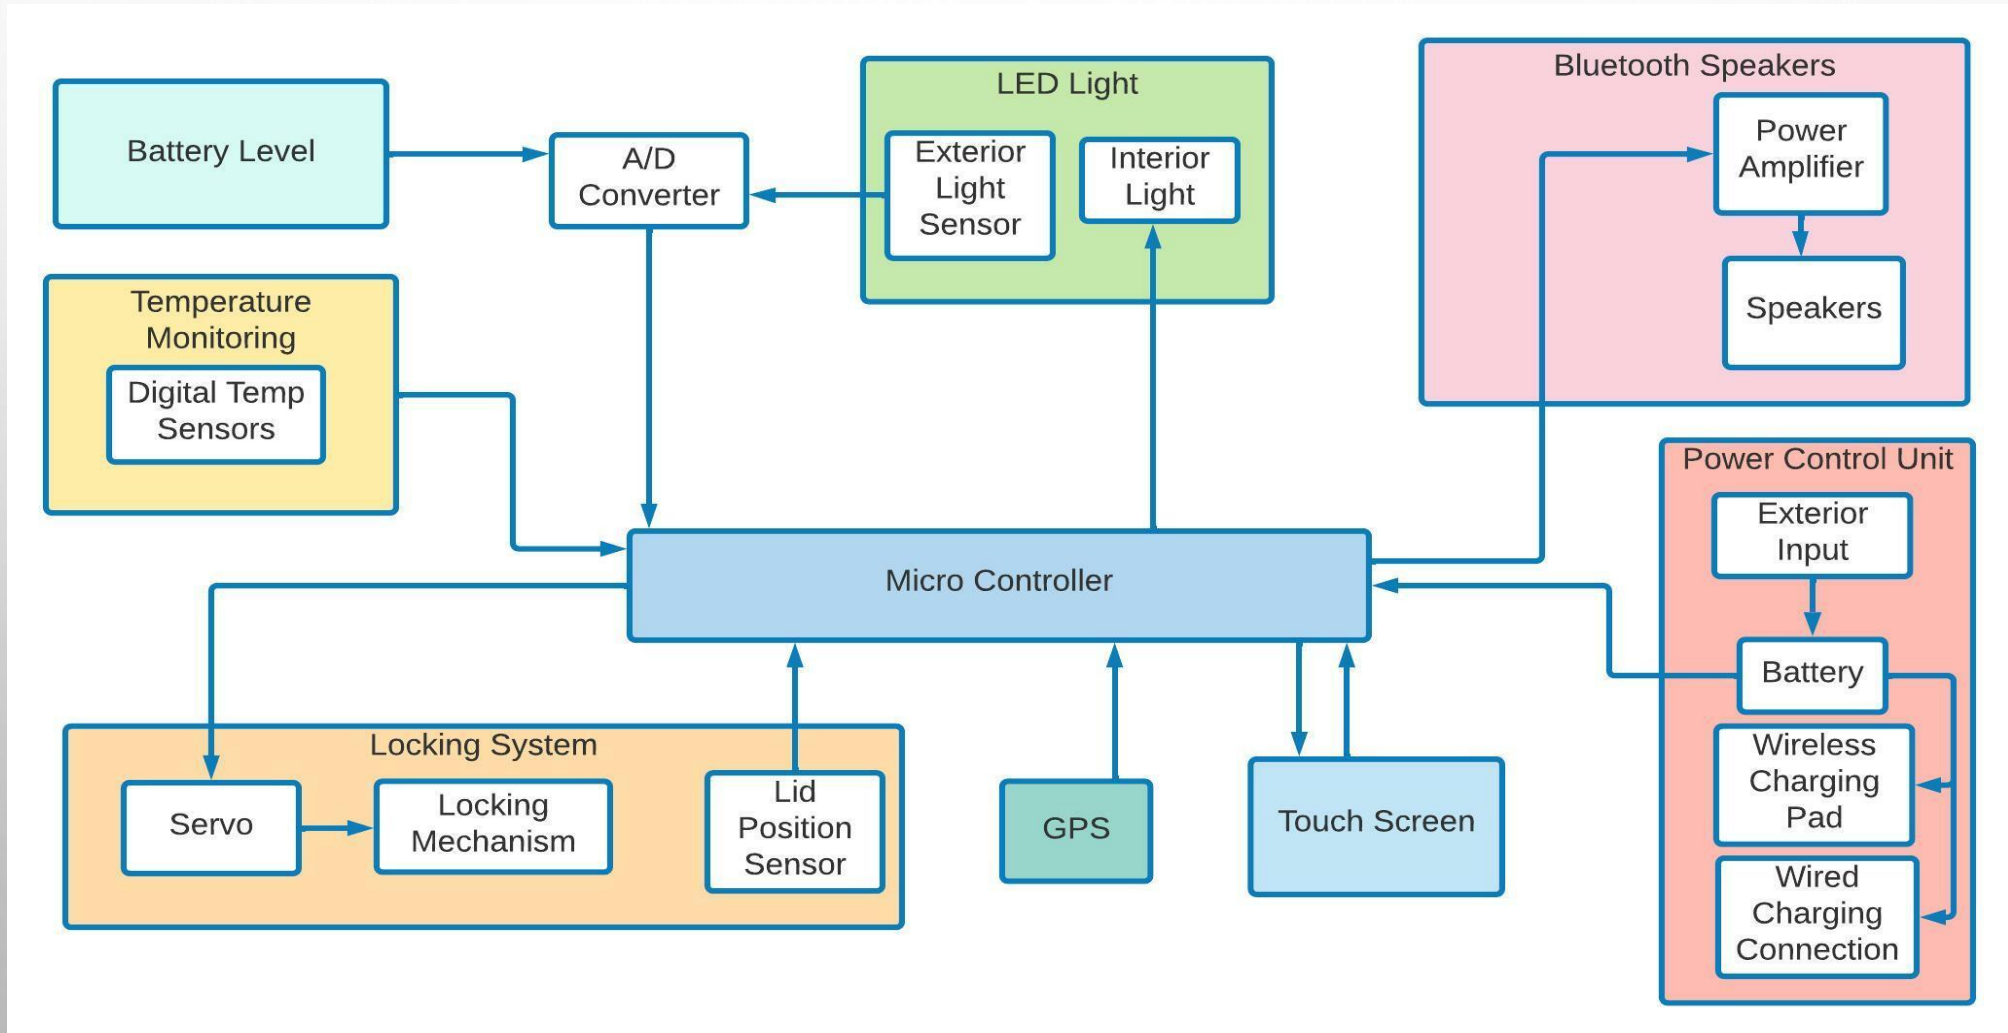 Battery Level
A/D
Converter
LED Light
Exterior
Light
Sensor
Interior
Light
Bluetooth Speakers
Power
Amplifier
Speakers
Temperature
Monitoring
Digital Temp
Sensors
Micro Controller
Power Control Unit
Exterior
Input
Battery
Wireless
Charging
Pad
Wired
Charging
Connection
Locking System
Servo
Locking
Mechanism
Lid
Position
Sensor
GPS
Touch Screen